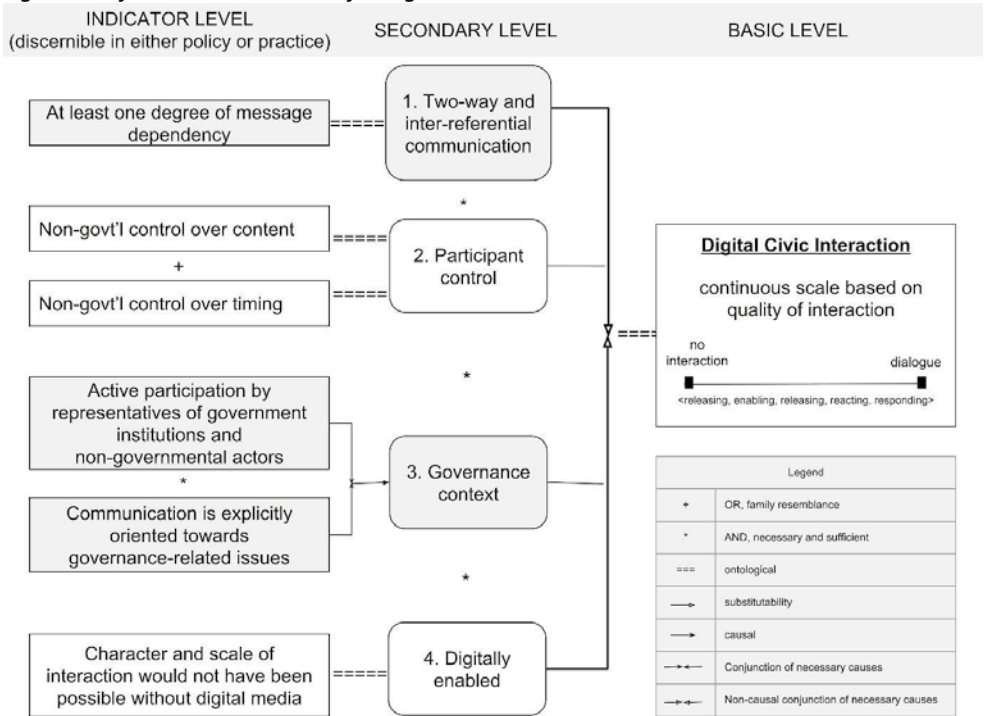 INDICATOR LEVEL
(discernible in either policy or practice)
SECONDARY LEVEL
BASIC LEVEL
At least one degree of message
dependency
=====
1. Two-way and
inter-referential
communication
*
Non-govt'l control over content
+
Non-govt'l control over timing
=====
=====
2. Participant
control
*
Active participation by
representatives of government
institutions and
non-governmental actors
*
Communication is explicitly
oriented towards
governance-related issues
3. Governance
context
*
Character and scale of
interaction would not have been
possible without digital media
=====
4. Digitally
enabled
====
Digital Civic Interaction
continuous scale based on
quality of interaction
no
interaction
dialogue
<releasing, enabling, releasing, reacting, responding>
Legend
+ OR, family resemblance
* AND, necessary and sufficient
=== ontological
substitutability
causal
Conjunction of necessary causes
Non-causal conjunction of necessary causes